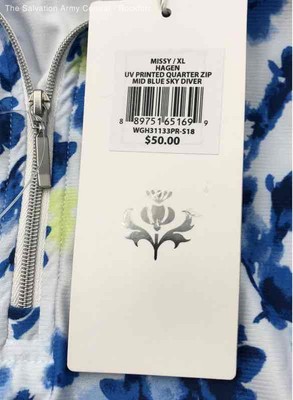 The Salvation Army
MISSY / XL
HAGEN
UV PRINTED QUARTER ZIP
MID BLUE SKY DIVER
8 89751 65169 9
WGH31133PR-S18
$50.00